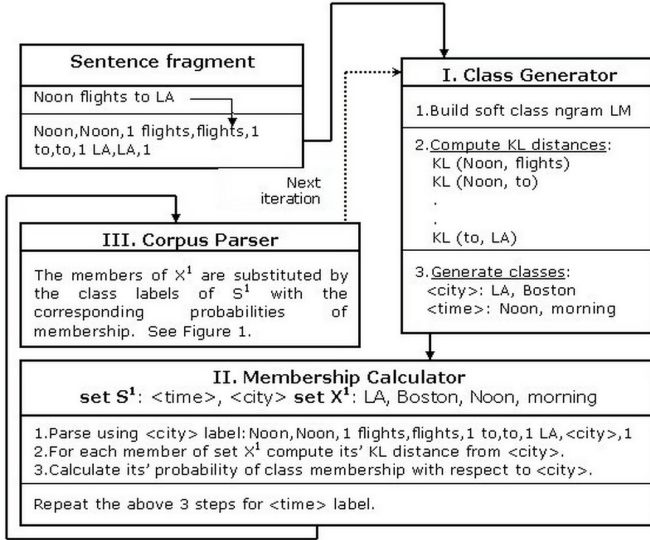 Sentence fragment
Noon flights to LA
Noon,Noon,1 flights,flights,1
to,to,1 LA,LA,1
Next
iteration
I. Class Generator
1.Build soft class ngram LM
2.Compute KL distances:
KL (Noon, flights)
KL (Noon, to)
.
.
KL (to, LA)
3.Generate classes:
<city>: LA, Boston
<time>: Noon, morning
III. Corpus Parser
The members of X¹ are substituted by
the class labels of S¹ with the
corresponding probabilities of
membership. See Figure 1.
II. Membership Calculator
set S¹: <time>, <city> set X¹: LA, Boston, Noon, morning
1.Parse using <city> label: Noon,Noon,1 flights,flights,1 to,to,1 LA,<city>,1
2.For each member of set X¹ compute its' KL distance from <city>.
3.Calculate its' probability of class membership with respect to <city>.
Repeat the above 3 steps for <time> label.